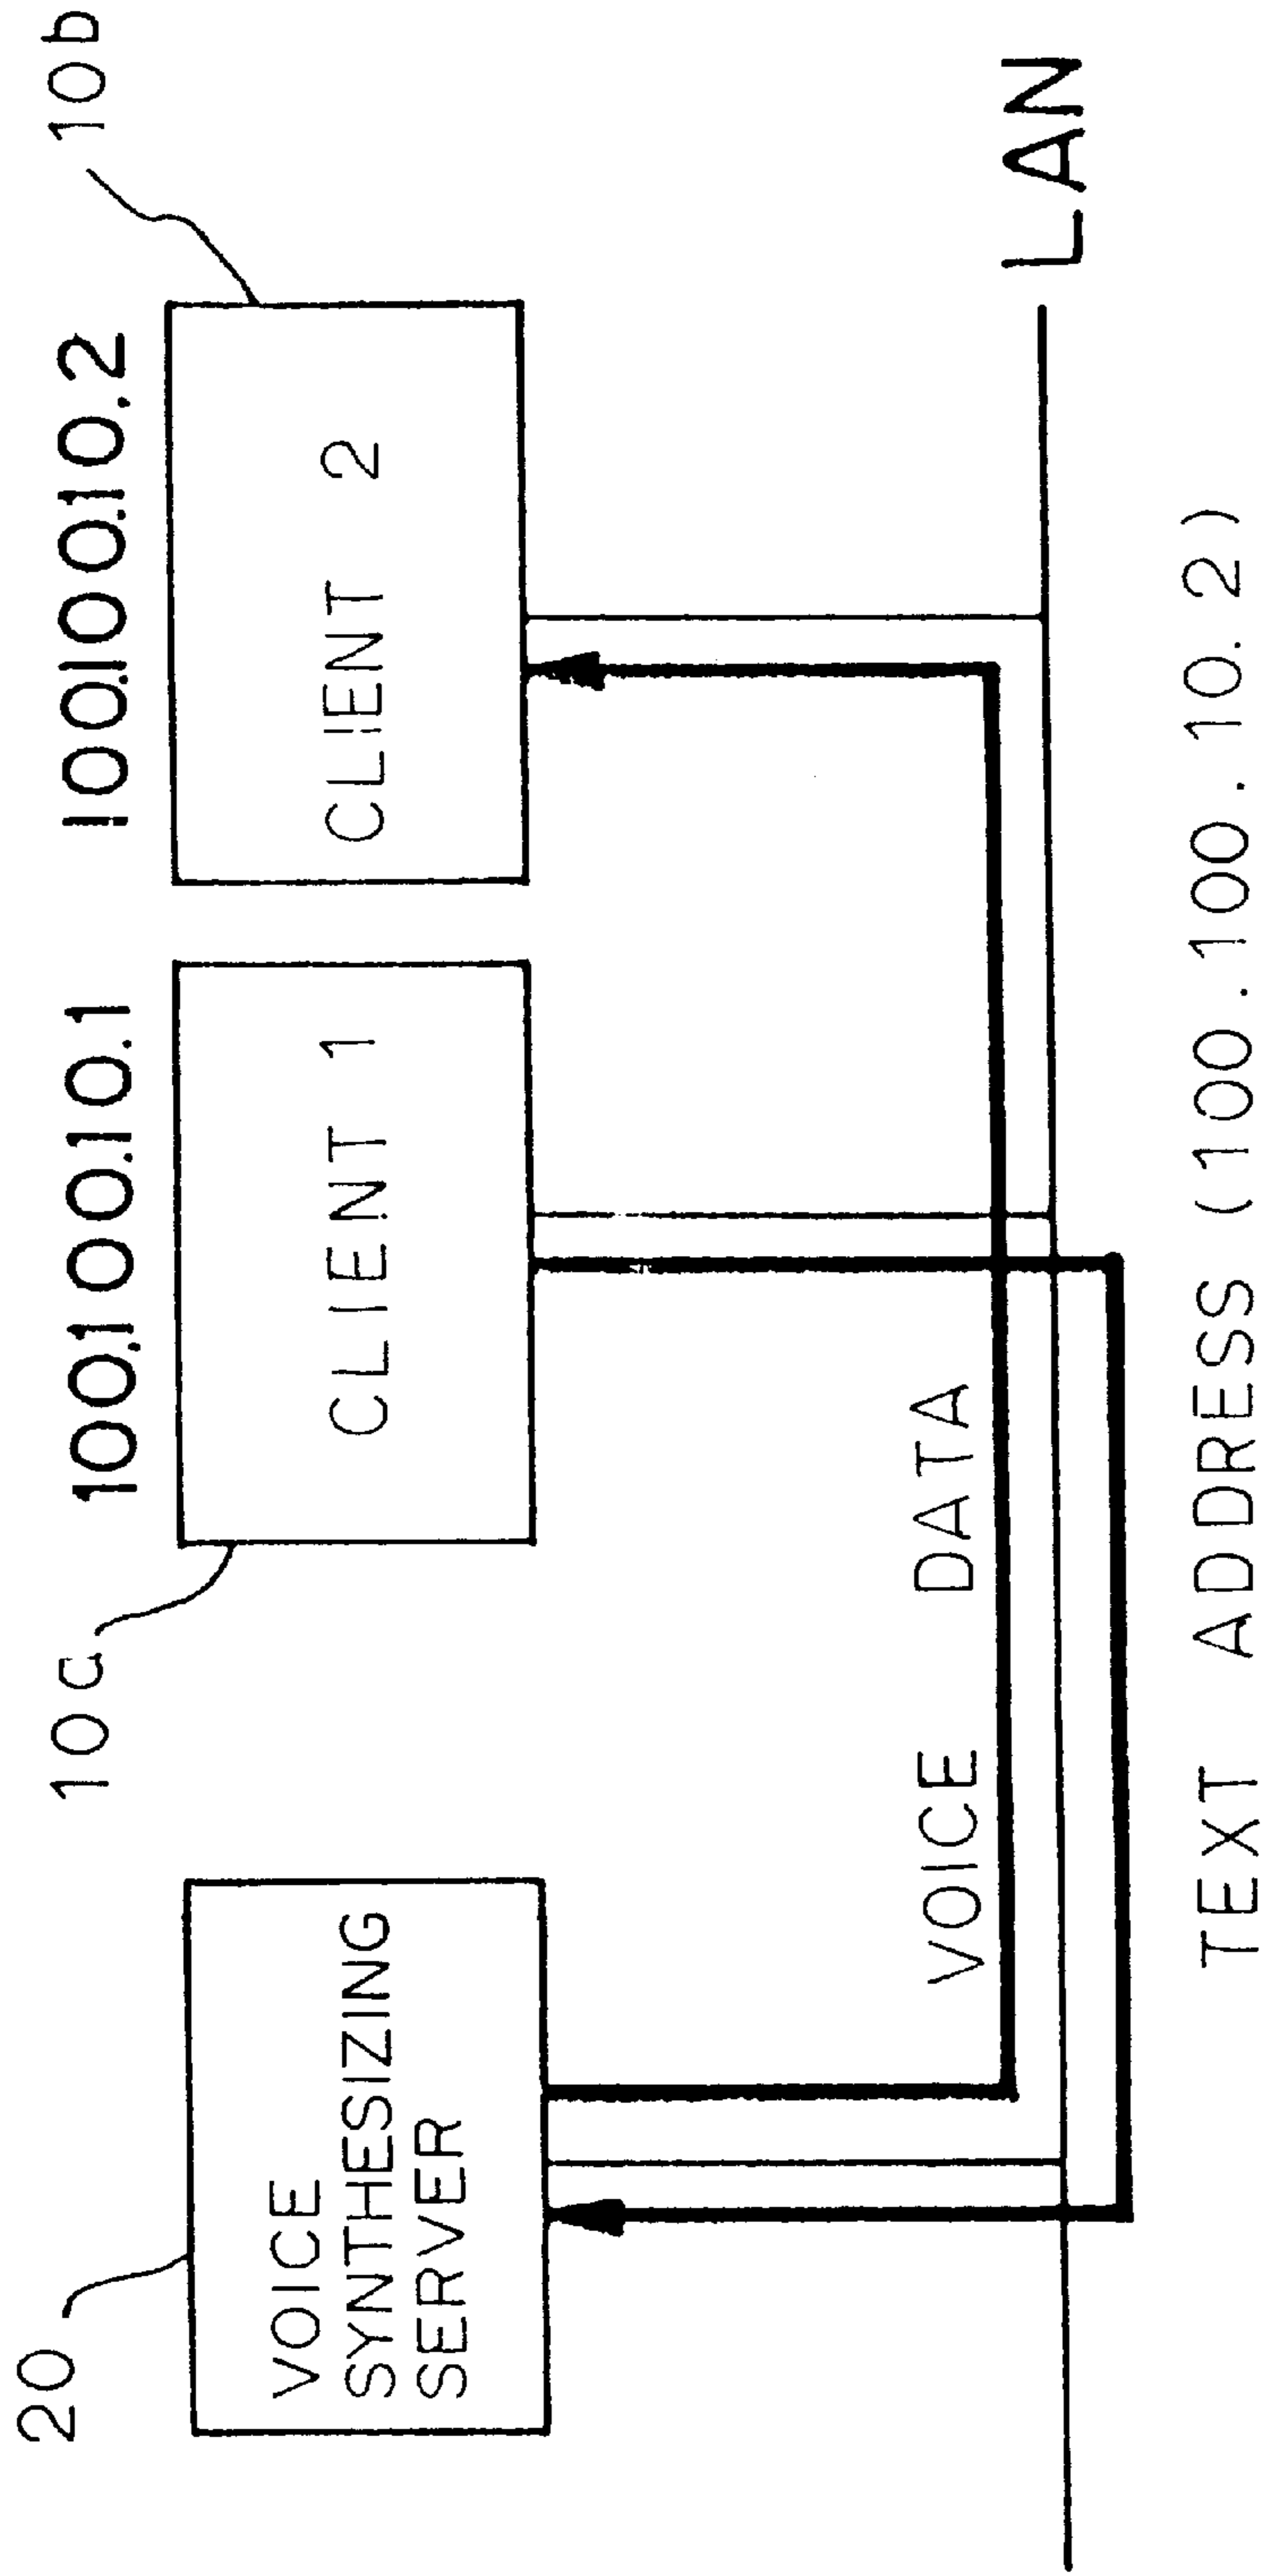 20
VOICE
SYNTHESIZING
SERVER
10a
100.100.10.1
CLIENT 1
10b
100.100.10.2
CLIENT 2
VOICE DATA
LAN
TEXT ADDRESS (100.100.10.2)